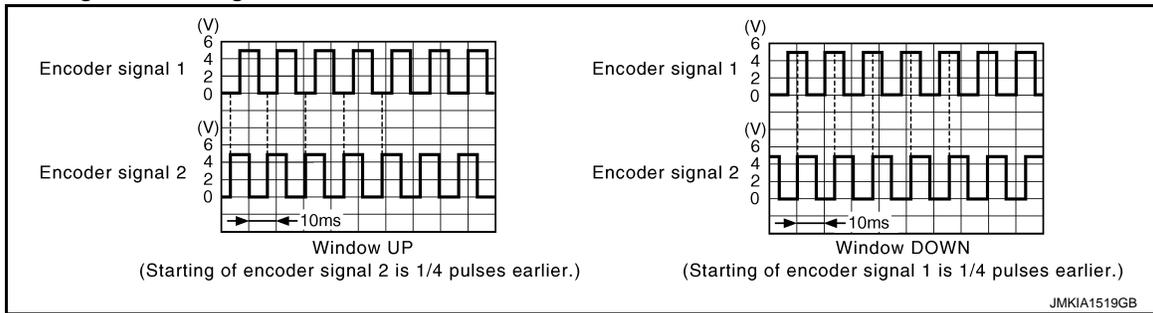 (V)
6
4
2
0
Encoder signal 1
(V)
6
4
2
0
Encoder signal 2
10ms
Window UP
(Starting of encoder signal 2 is 1/4 pulses earlier.)
(V)
6
4
2
0
Encoder signal 1
(V)
6
4
2
0
Encoder signal 2
10ms
Window DOWN
(Starting of encoder signal 1 is 1/4 pulses earlier.)
JMKIA1519GB